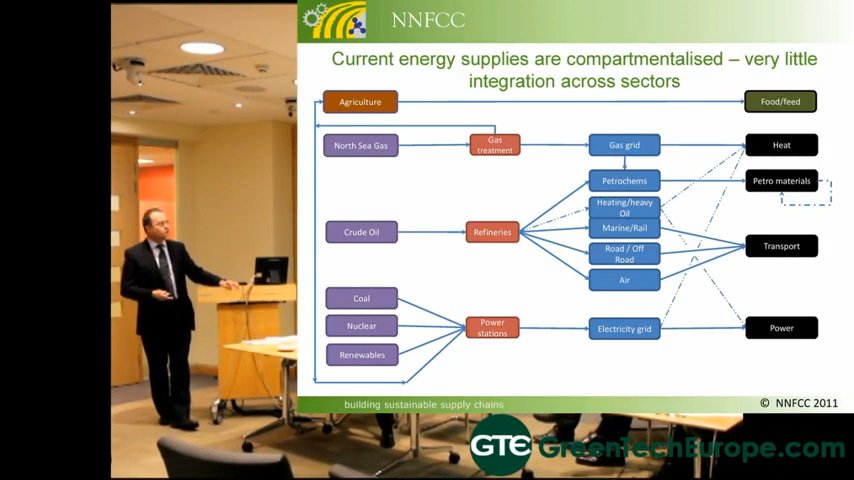 NNFCC
Current energy supplies are compartmentalised – very little
integration across sectors
Agriculture
Food/feed
North Sea Gas
Gas
treatment
Gas grid
Heat
Petrochems
Petro materials
Heating/heavy
Oil
Crude Oil
Refineries
Marine/Rail
Road / Off
Road
Transport
Air
Coal
Nuclear
Power
stations
Electricity grid
Power
Renewables
building sustainable supply chains
© NNFCC 2011
GTE GreenTechEurope.com